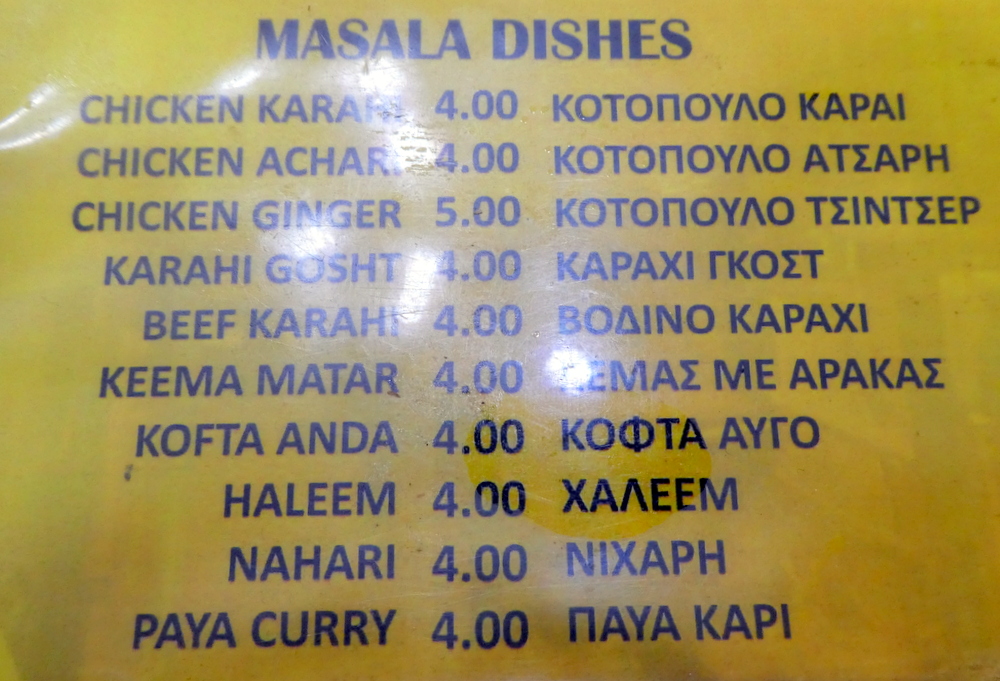 MASALA DISHES
CHICKEN KARAHI 4.00 ΚΟΤΟΠΟΥΛΟ ΚΑΡΑΙ
CHICKEN ACHARI 4.00 ΚΟΤΟΠΟΥΛΟ ΑΤΣΑΡΗ
CHICKEN GINGER 5.00 ΚΟΤΟΠΟΥΛΟ ΤΣΙΝΤΣΕΡ
KARAHI GOSHT 4.00 ΚΑΡΑΧΙ ΓΚΟΣΤ
BEEF KARAHI 4.00 ΒΟΔΙΝΟ ΚΑΡΑΧΙ
KEEMA MATAR 4.00 ΚΕΜΑΣ ΜΕ ΑΡΑΚΑΣ
KOFTA ANDA 4.00 ΚΟΦΤΑ ΑΥΓΟ
HALEEM 4.00 ΧΑΛΕΕΜ
NAHARI 4.00 ΝΙΧΑΡΗ
PAYA CURRY 4.00 ΠΑΥΑ ΚΑΡΙ